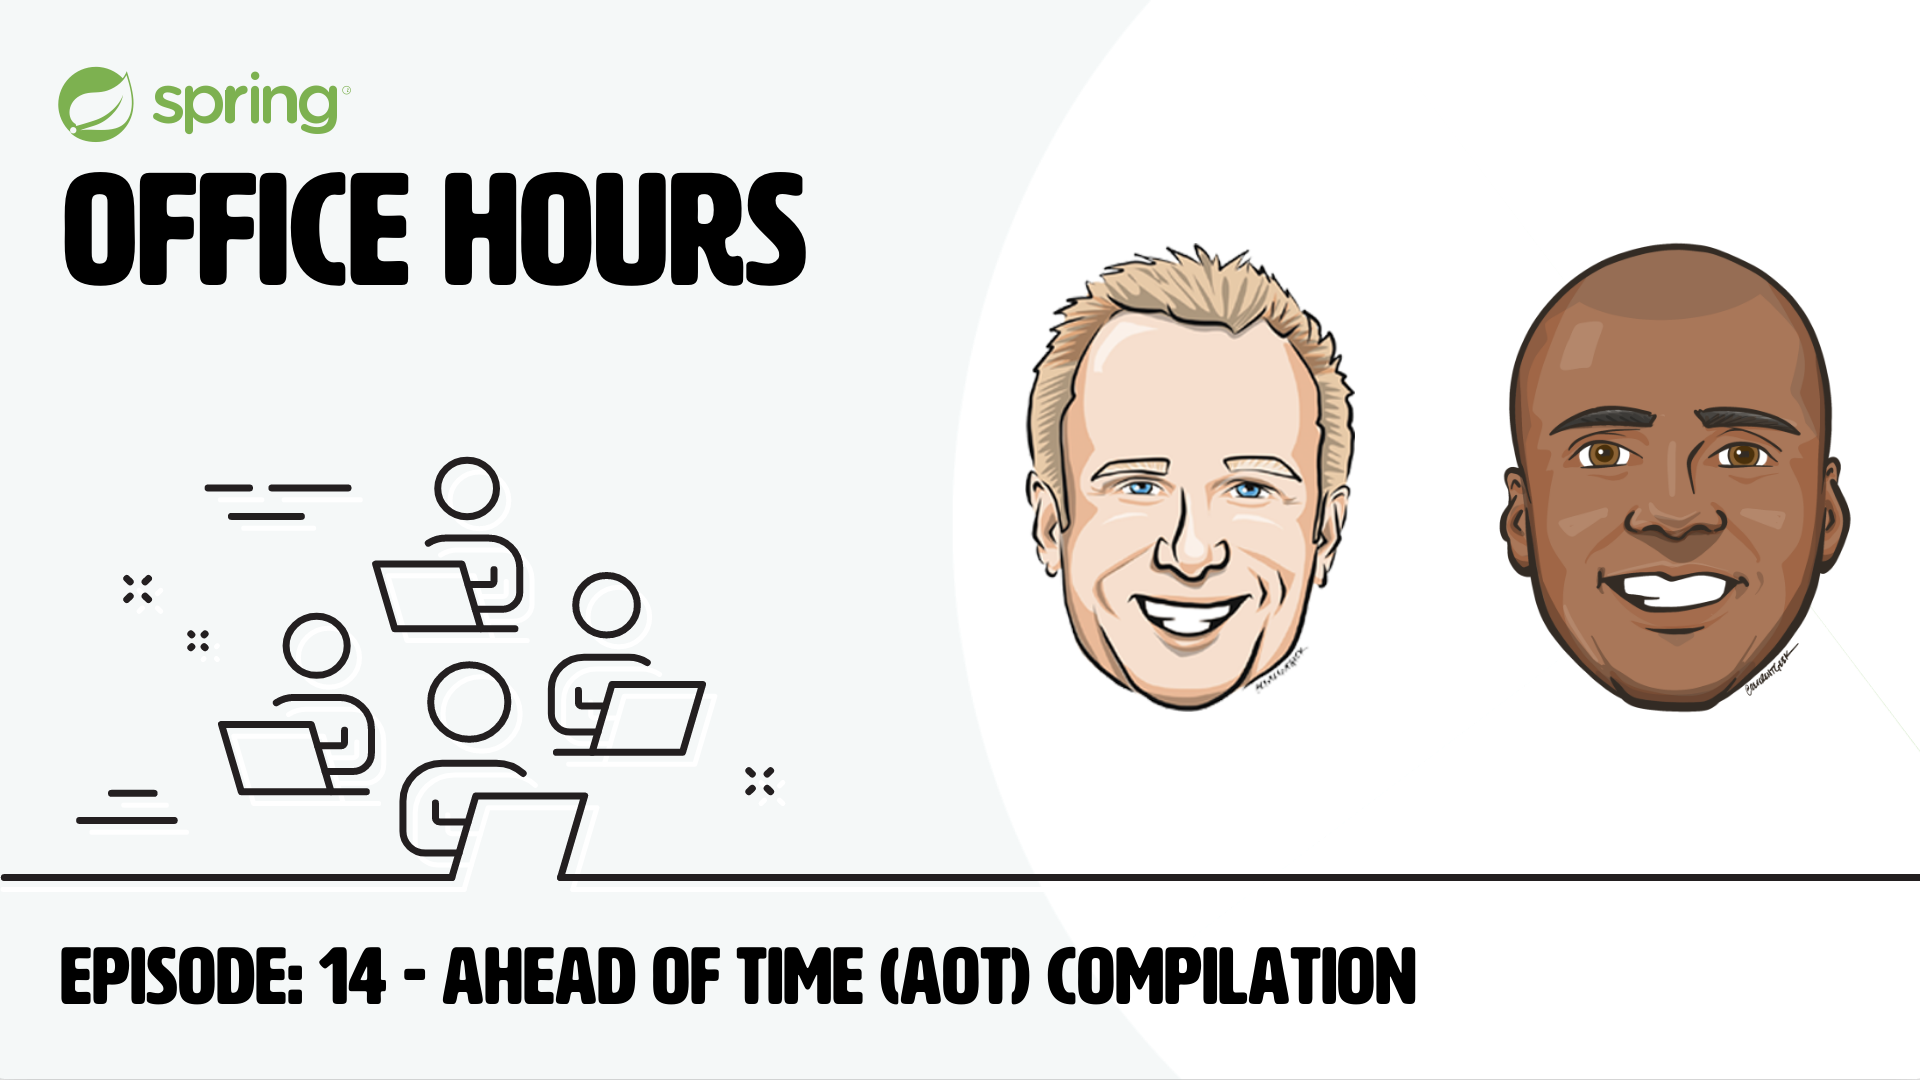 spring
OFFICE HOURS
EPISODE: 14 - AHEAD OF TIME (AOT) COMPILATION